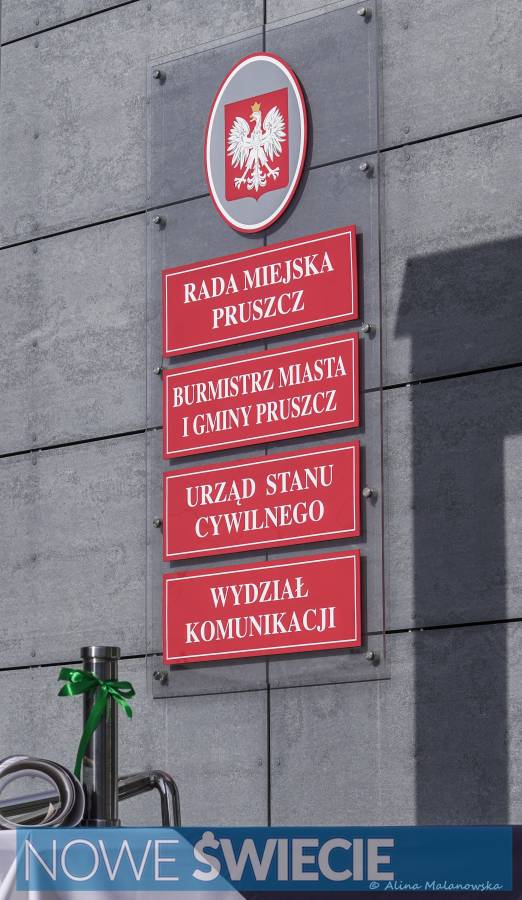 RADA MIEJSKA
PRUSZCZ
BURMISTRZ MIASTA
I GMINY PRUSZCZ
URZĄD STANU
CYWILNEGO
WYDZIAŁ
KOMUNIKACJI
NOWE ŚWIECIE
© Alina Malanowska